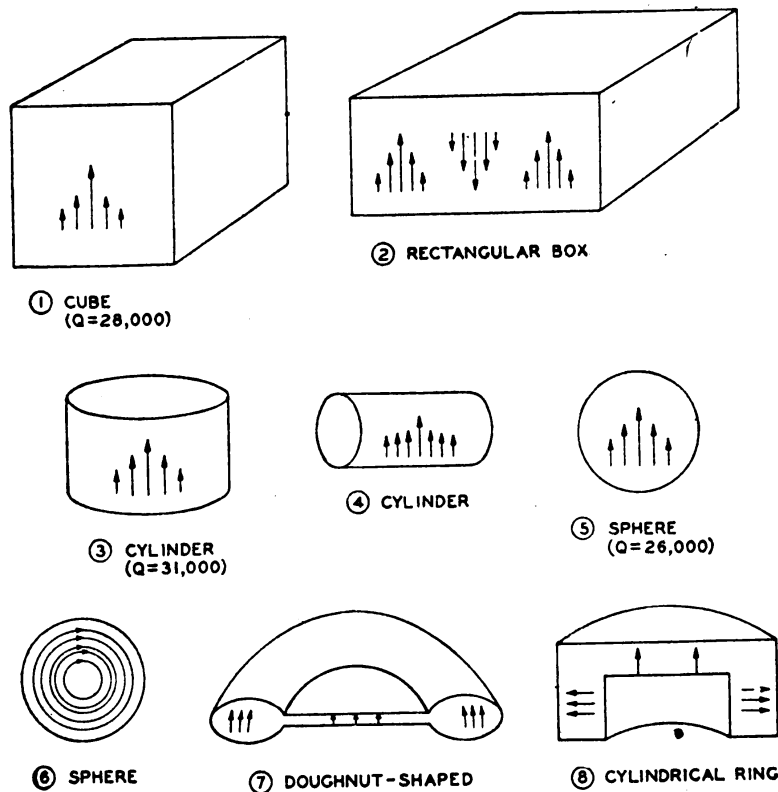 ① CUBE
(Q=28,000)
② RECTANGULAR BOX
③ CYLINDER
(Q=31,000)
④ CYLINDER
⑤ SPHERE
(Q=26,000)
⑥ SPHERE
⑦ DOUGHNUT-SHAPED
⑧ CYLINDRICAL RING